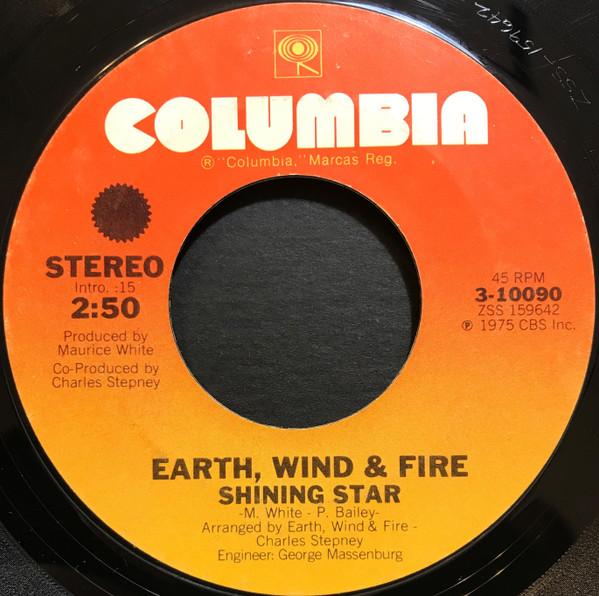 COLUMBIA
® "Columbia," Marcas Reg.
STEREO
Intro. :15
2:50
Produced by
Maurice White
Co-Produced by
Charles Stepney
45 RPM
3-10090
ZSS 159642
℗ 1975 CBS Inc.
EARTH, WIND & FIRE
SHINING STAR
-M. White - P. Bailey-
Arranged by Earth, Wind & Fire -
Charles Stepney
Engineer: George Massenburg
ZSS-159642